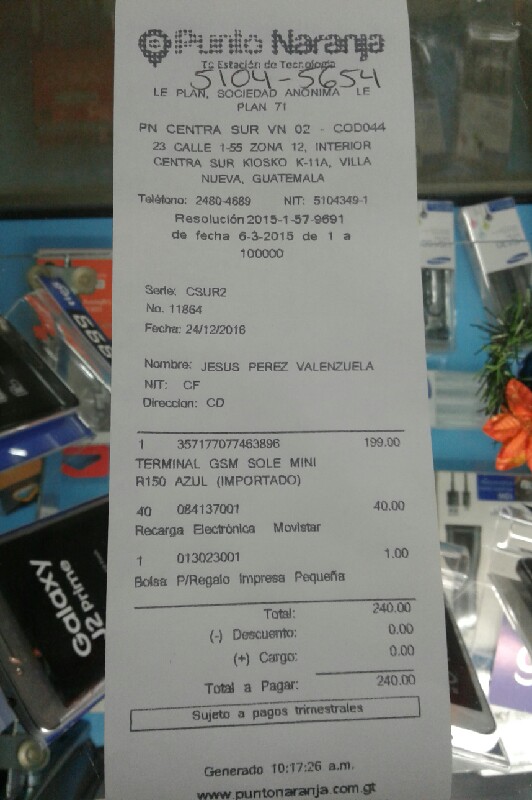 Punto Naranja
Tu Estación de Tecnología
5104-5654
LE PLAN, SOCIEDAD ANONIMA LE
PLAN 71
PN CENTRA SUR VN 02 - COD044
23 CALLE 1-55 ZONA 12, INTERIOR
CENTRA SUR KIOSKO K-11A, VILLA
NUEVA, GUATEMALA
Teléfono: 2480-4689 NIT: 5104349-1
Resolución 2015-1-57-9691
de fecha 6-3-2015 de 1 a
100000
Serie: CSUR2
No. 11864
Fecha: 24/12/2016
Nombre: JESUS PEREZ VALENZUELA
NIT: CF
Direccion: CD
1 357177077463896 199.00
TERMINAL GSM SOLE MINI
R150 AZUL (IMPORTADO)
40 084137001 40.00
Recarga Electrónica Movistar
1 013023001 1.00
Bolsa P/Regalo Impresa Pequeña
Total: 240.00
(-) Descuento: 0.00
(+) Cargo: 0.00
Total a Pagar: 240.00
Sujeto a pagos trimestrales
Generado 10:17:26 a.m.
www.puntonaranja.com.gt
Galaxy
J2 Prime
999
SAMSUNG